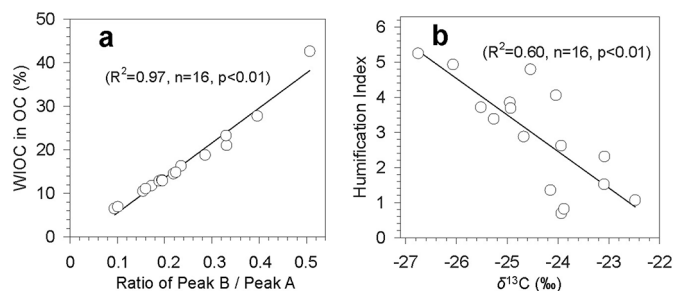 a
(R²=0.97, n=16, p<0.01)
WIOC in OC (%)
50
40
30
20
10
0
0 0.1 0.2 0.3 0.4 0.5
Ratio of Peak B / Peak A
b
(R²=0.60, n=16, p<0.01)
Humification Index
6
5
4
3
2
1
0
-27 -26 -25 -24 -23 -22
δ¹³C (‰)